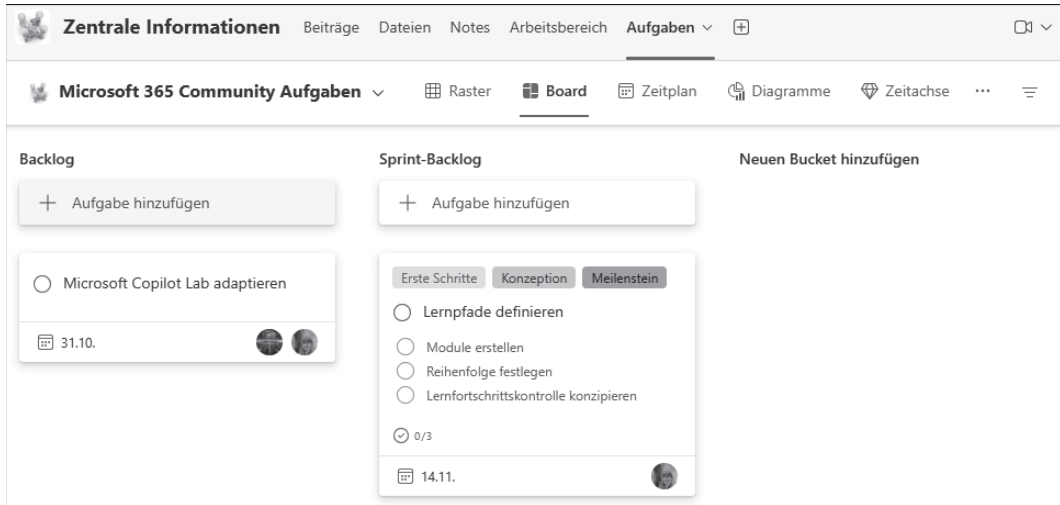 Zentrale Informationen Beiträge Dateien Notes Arbeitsbereich Aufgaben
Microsoft 365 Community Aufgaben Raster Board Zeitplan Diagramme Zeitachse ...
Backlog Sprint-Backlog Neuen Bucket hinzufügen
+ Aufgabe hinzufügen + Aufgabe hinzufügen
Microsoft Copilot Lab adaptieren
31.10.
Erste Schritte Konzeption Meilenstein
Lernpfade definieren
Module erstellen
Reihenfolge festlegen
Lernfortschrittskontrolle konzipieren
0/3
14.11.